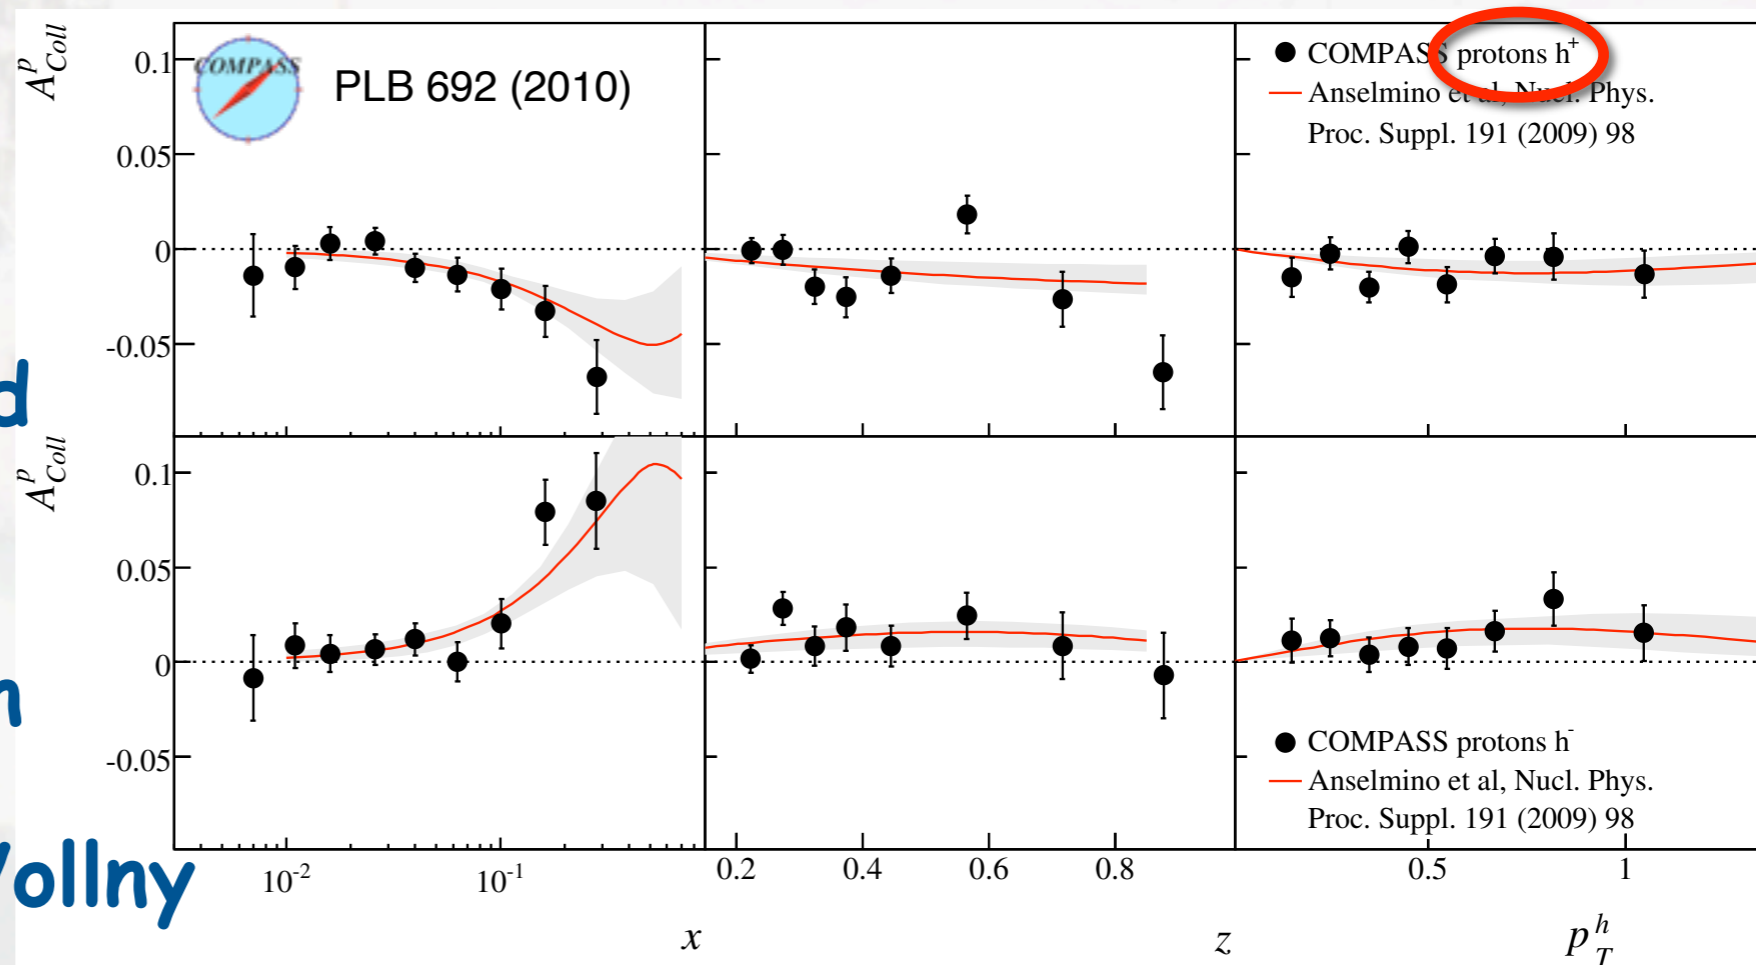 A^p_Coll
0.1
0.05
0
-0.05
COMPASS
PLB 692 (2010)
COMPASS protons h^+
Anselmino et al, Nucl. Phys.
Proc. Suppl. 191 (2009) 98
d
A^p_Coll
0.1
0.05
0
-0.05
n
COMPASS protons h^-
Anselmino et al, Nucl. Phys.
Proc. Suppl. 191 (2009) 98
Vollny
10^-2 10^-1 0.2 0.4 0.6 0.8 0.5 1
x z p_T^h